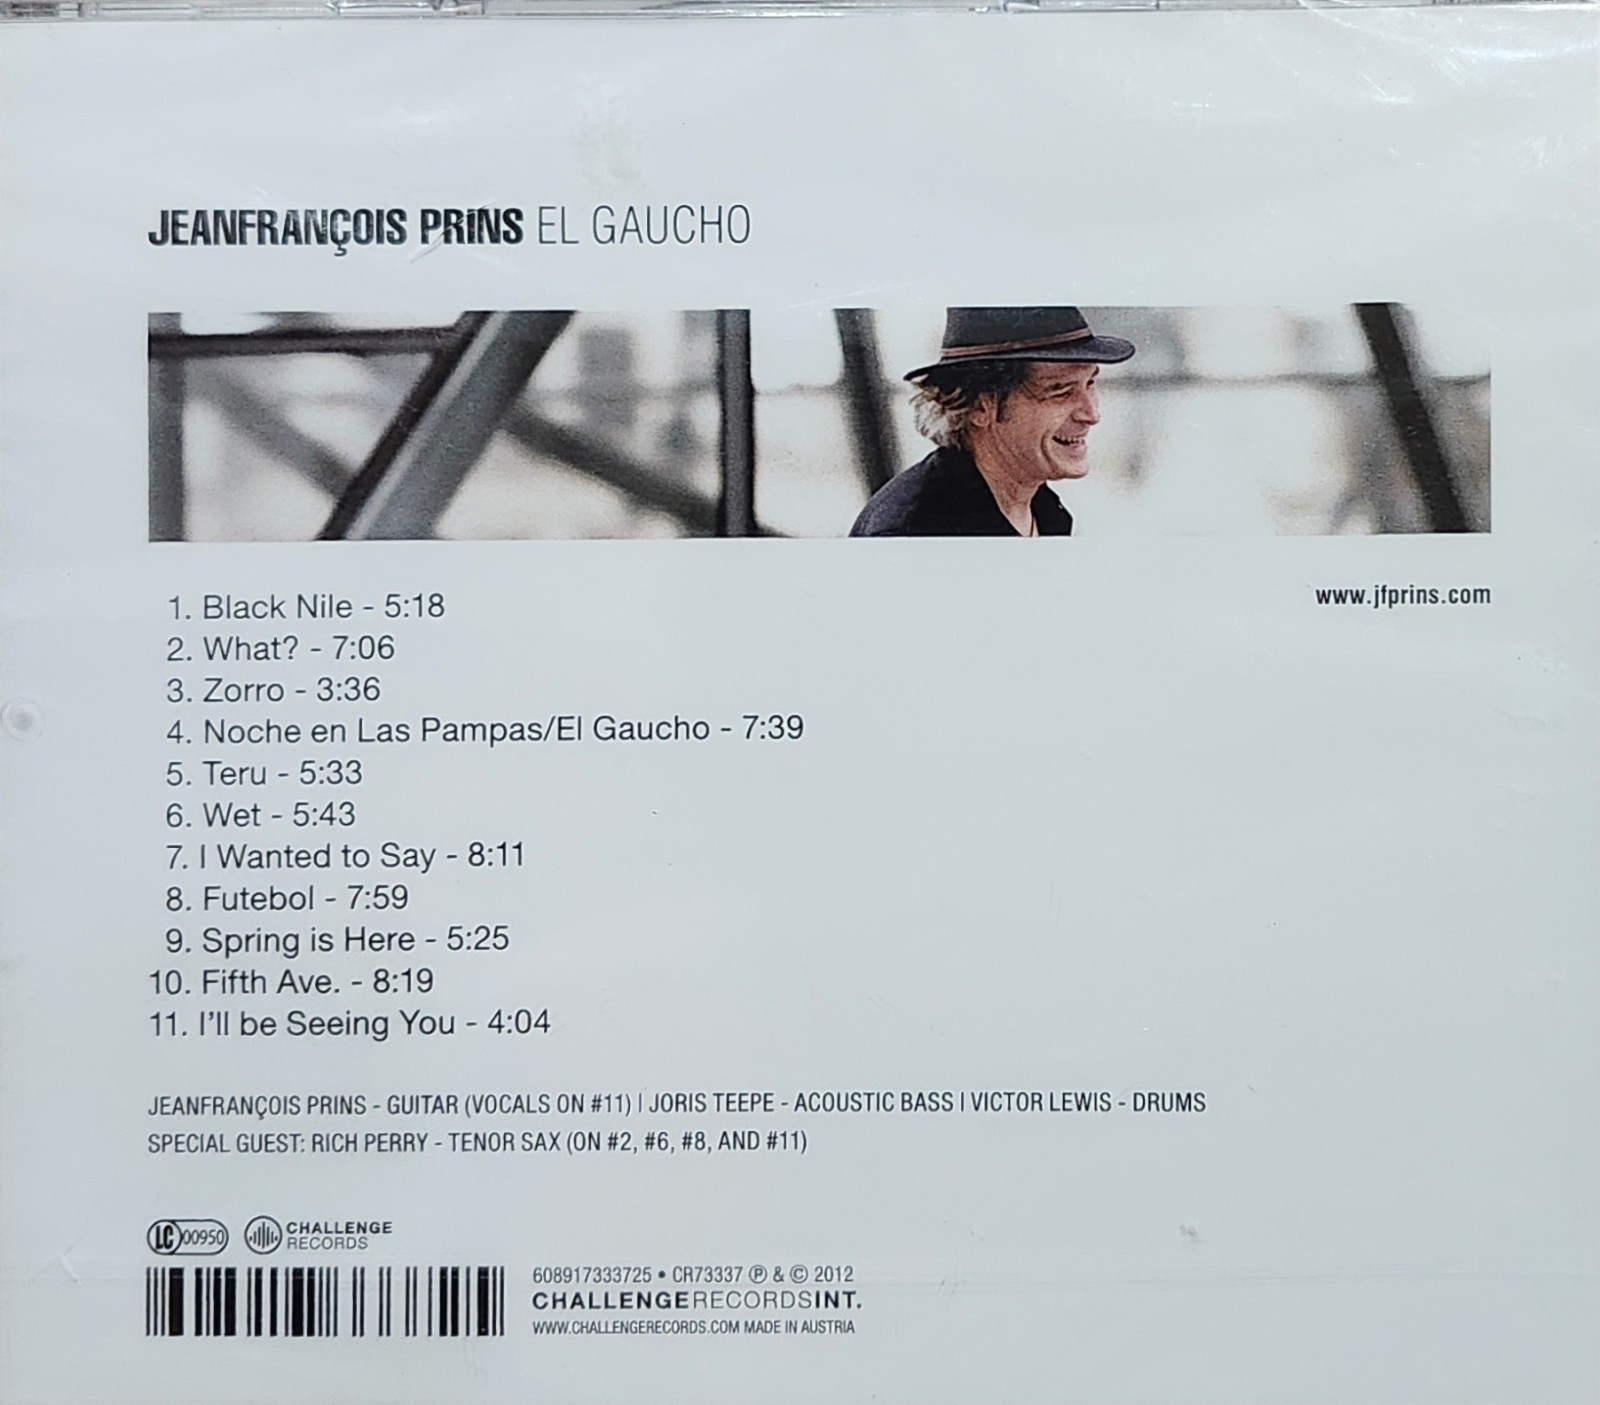 JEANFRANÇOIS PRINS EL GAUCHO
www.jfprins.com
1. Black Nile - 5:18
2. What? - 7:06
3. Zorro - 3:36
4. Noche en Las Pampas/El Gaucho - 7:39
5. Teru - 5:33
6. Wet - 5:43
7. I Wanted to Say - 8:11
8. Futebol - 7:59
9. Spring is Here - 5:25
10. Fifth Ave. - 8:19
11. I'll be Seeing You - 4:04
JEANFRANÇOIS PRINS - GUITAR (VOCALS ON #11) | JORIS TEEPE - ACOUSTIC BASS | VICTOR LEWIS - DRUMS
SPECIAL GUEST: RICH PERRY - TENOR SAX (ON #2, #6, #8, AND #11)
LC 00950
CHALLENGE
RECORDS
608917333725 • CR73337 ℗ & © 2012
CHALLENGERECORDSINT.
WWW.CHALLENGERECORDS.COM MADE IN AUSTRIA